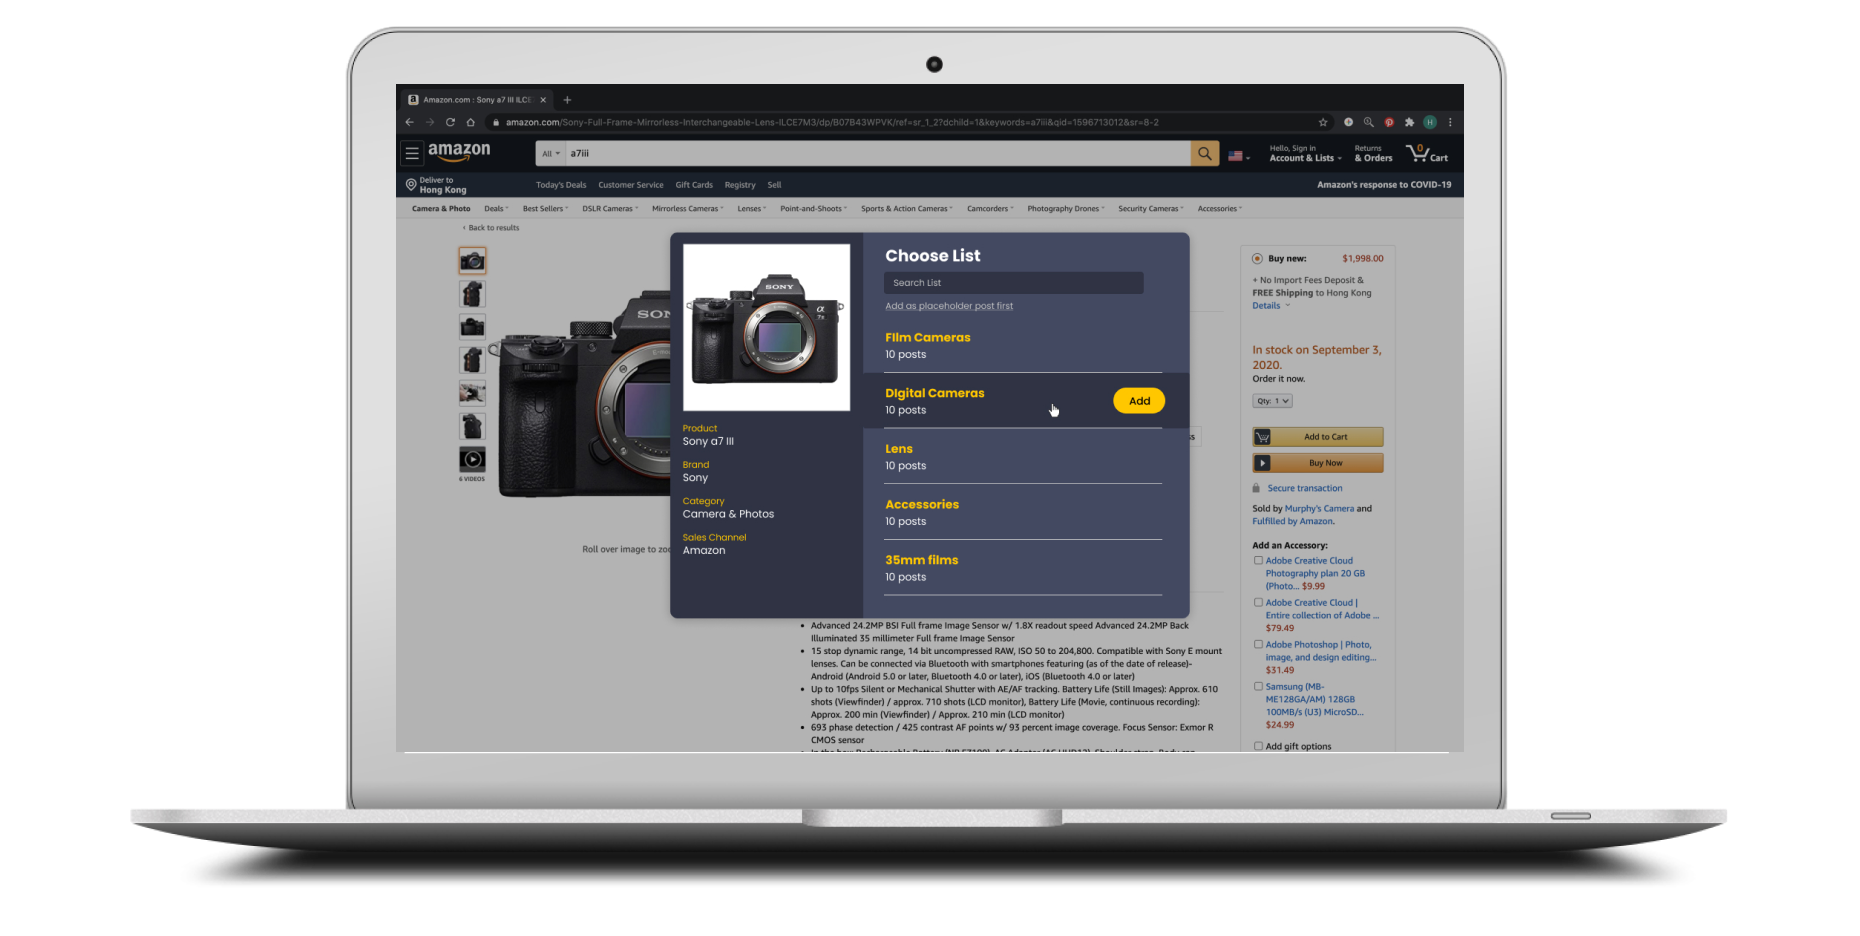 Amazon.com : Sony a7 III ILCE
amazon.com/Sony-Full-Frame-Mirrorless-Interchangeable-Lens-ILCE7M3/dp/B07B43WPVK/ref=sr_1_2?dchild=1&keywords=a7iii&qid=1596713012&sr=8-2
H
amazon
All
a7iii
Hello, Sign in
Account & Lists
Returns
& Orders
0
Cart
Deliver to
Hong Kong
Today's Deals Customer Service Gift Cards Registry Sell
Amazon's response to COVID-19
Camera & Photo Deals Best Sellers DSLR Cameras Mirrorless Cameras Lenses Point-and-Shoots Sports & Action Cameras Camcorders Photography Drones Security Cameras Accessories
‹ Back to results
6 VIDEOS
SON
Roll over image to zoo
SONY
α
Product
Sony a7 III
Brand
Sony
Category
Camera & Photos
Sales Channel
Amazon
Choose List
Search List
Add as placeholder post first
FIlm Cameras
10 posts
DIgital Cameras
10 posts
Add
Lens
10 posts
Accessories
10 posts
35mm films
10 posts
ss
• Advanced 24.2MP BSI Full frame Image Sensor w/ 1.8X readout speed Advanced 24.2MP Back
Illuminated 35 millimeter Full frame Image Sensor
• 15 stop dynamic range, 14 bit uncompressed RAW, ISO 50 to 204,800. Compatible with Sony E mount
lenses. Can be connected via Bluetooth with smartphones featuring (as of the date of release)-
Android (Android 5.0 or later, Bluetooth 4.0 or later), iOS (Bluetooth 4.0 or later)
• Up to 10fps Silent or Mechanical Shutter with AE/AF tracking. Battery Life (Still Images): Approx. 610
shots (Viewfinder) / approx. 710 shots (LCD monitor), Battery Life (Movie, continuous recording):
Approx. 200 min (Viewfinder) / Approx. 210 min (LCD monitor)
• 693 phase detection / 425 contrast AF points w/ 93 percent image coverage. Focus Sensor: Exmor R
CMOS sensor
Buy new: $1,998.00
+ No Import Fees Deposit &
FREE Shipping to Hong Kong
Details
In stock on September 3,
2020.
Order it now.
Qty: 1
Add to Cart
Buy Now
Secure transaction
Sold by Murphy's Camera and
Fulfilled by Amazon.
Add an Accessory:
Adobe Creative Cloud
Photography plan 20 GB
(Photo... $9.99
Adobe Creative Cloud |
Entire collection of Adobe ...
$79.49
Adobe Photoshop | Photo,
image, and design editing...
$31.49
Samsung (MB-
ME128GA/AM) 128GB
100MB/s (U3) MicroSD...
$24.99
Add gift options